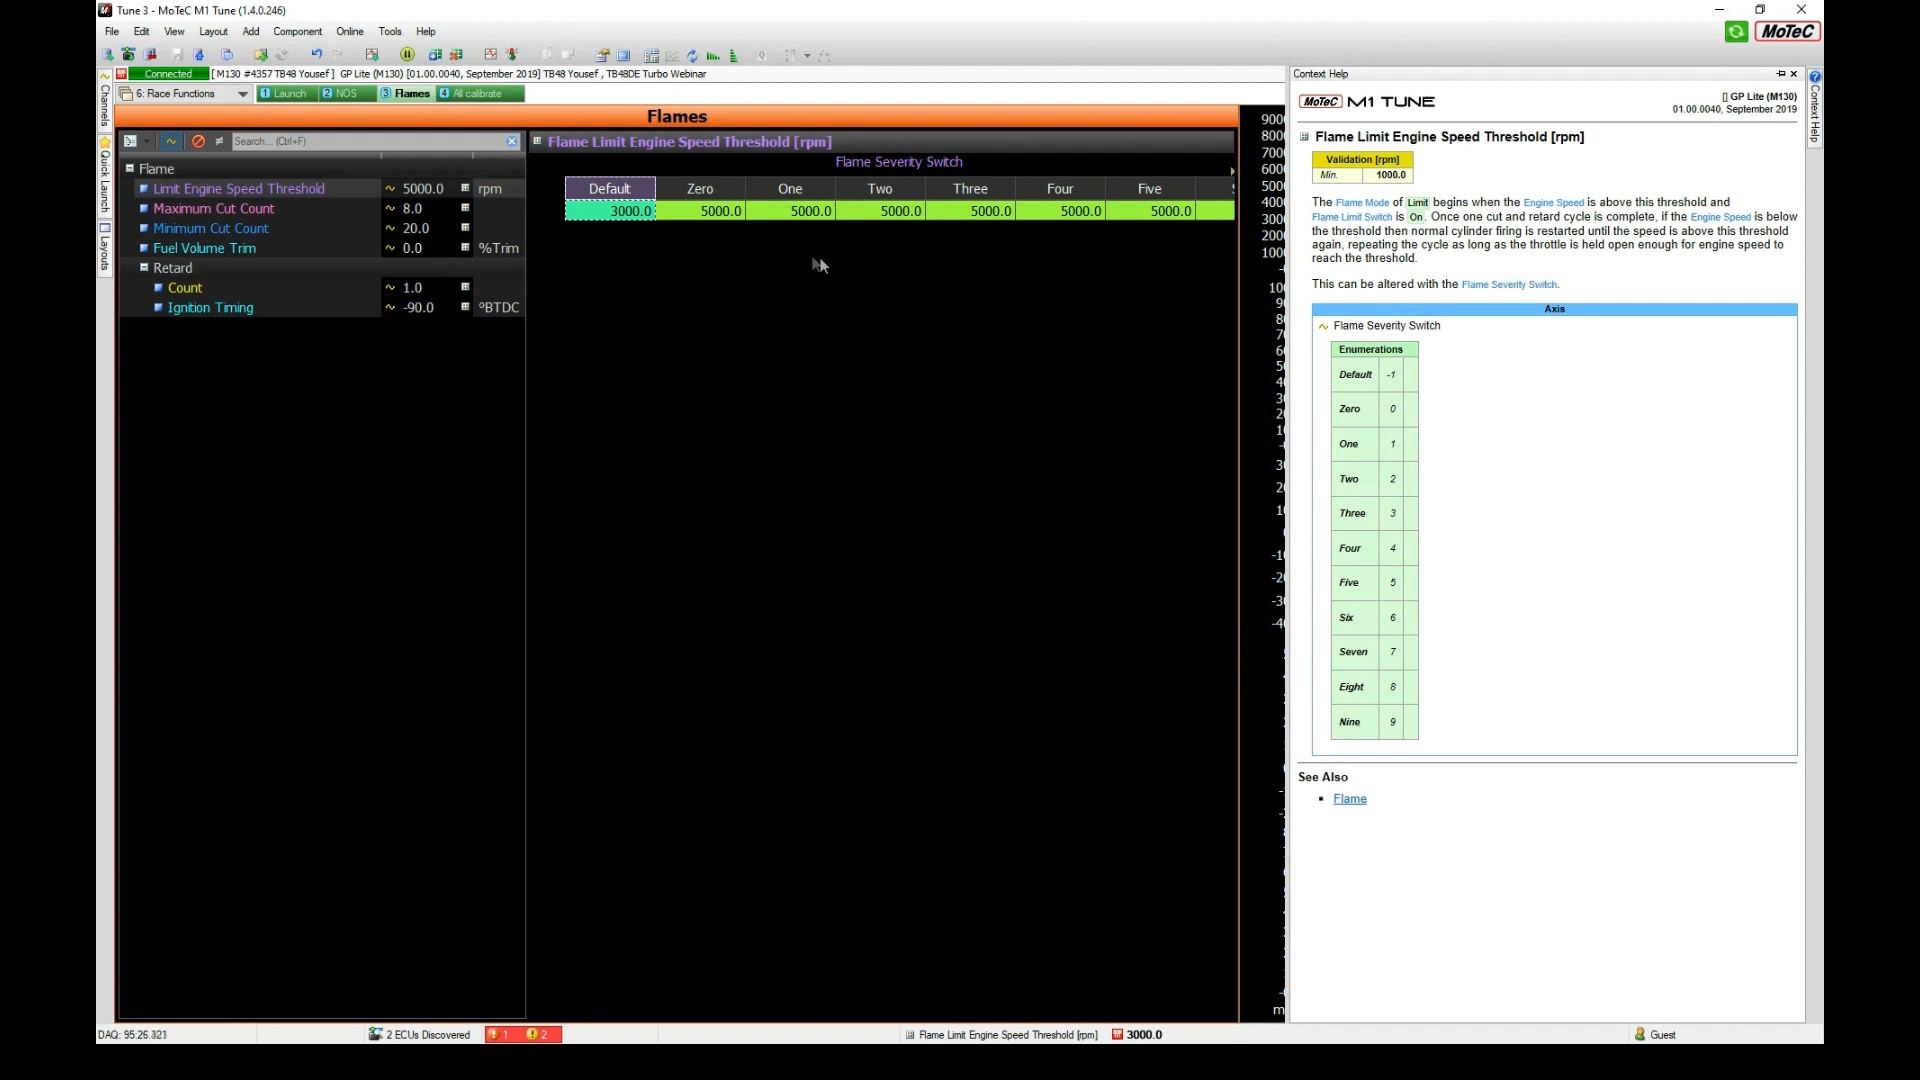 Tune 3 - MoTeC M1 Tune (1.4.0.246)
File Edit View Layout Add Component Online Tools Help
MoTeC
Connected [ M130 #4357 TB48 Yousef ] GP Lite (M130) [01.00.0040, September 2019] TB48 Yousef , TB48DE Turbo Webinar
6: Race Functions 1 Launch 2 NOS 3 Flames 4 All calibrate
Channels
Quick Launch
Layouts
Flames
Search... (Ctrl+F)
Flame
Limit Engine Speed Threshold 5000.0 rpm
Maximum Cut Count 8.0
Minimum Cut Count 20.0
Fuel Volume Trim 0.0 %Trim
Retard
Count 1.0
Ignition Timing -90.0 ºBTDC
Flame Limit Engine Speed Threshold [rpm]
Flame Severity Switch
Default Zero One Two Three Four Five
3000.0 5000.0 5000.0 5000.0 5000.0 5000.0 5000.0
Context Help
Context Help
MoTeC M1 TUNE
[] GP Lite (M130)
01.00.0040, September 2019
Flame Limit Engine Speed Threshold [rpm]
Validation [rpm]
Min. 1000.0
The Flame Mode of Limit begins when the Engine Speed is above this threshold and
Flame Limit Switch is On. Once one cut and retard cycle is complete, if the Engine Speed is below
the threshold then normal cylinder firing is restarted until the speed is above this threshold
again, repeating the cycle as long as the throttle is held open enough for engine speed to
reach the threshold.
This can be altered with the Flame Severity Switch.
Axis
Flame Severity Switch
Enumerations
Default -1
Zero 0
One 1
Two 2
Three 3
Four 4
Five 5
Six 6
Seven 7
Eight 8
Nine 9
See Also
Flame
DAQ: 95:26.321 2 ECUs Discovered 1 2 Flame Limit Engine Speed Threshold [rpm] 3000.0 Guest